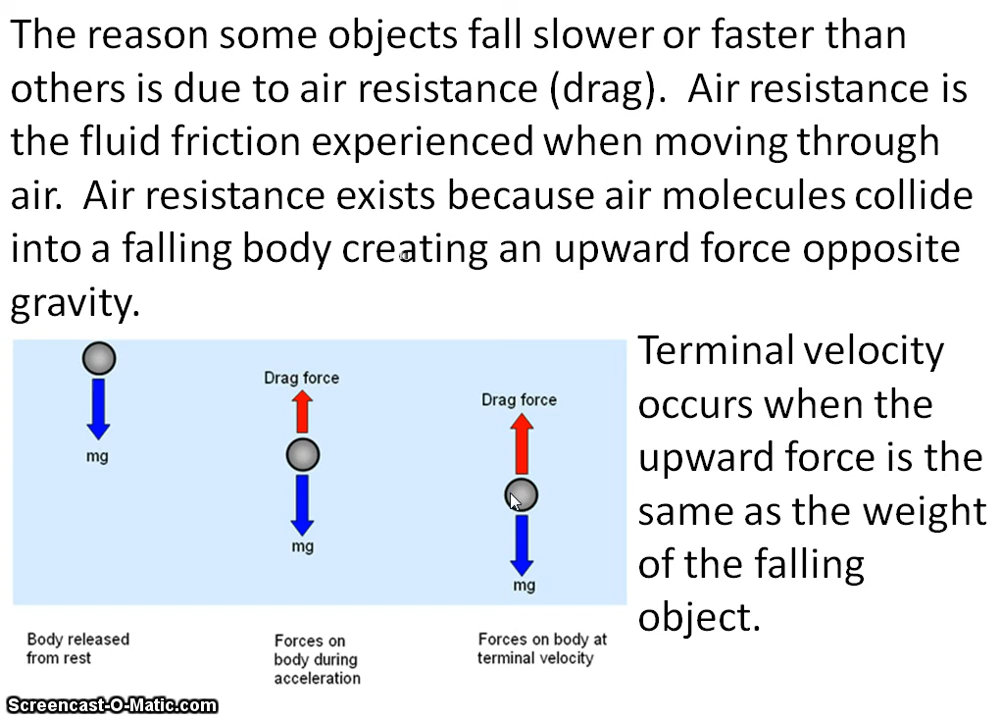 The reason some objects fall slower or faster than
others is due to air resistance (drag).  Air resistance is
the fluid friction experienced when moving through
air.  Air resistance exists because air molecules collide
into a falling body creating an upward force opposite
gravity.
Drag force
mg
Drag force
mg
mg
Body released
from rest
Forces on
body during
acceleration
Forces on body at
terminal velocity
Terminal velocity
occurs when the
upward force is the
same as the weight
of the falling
object.
Screencast-O-Matic.com